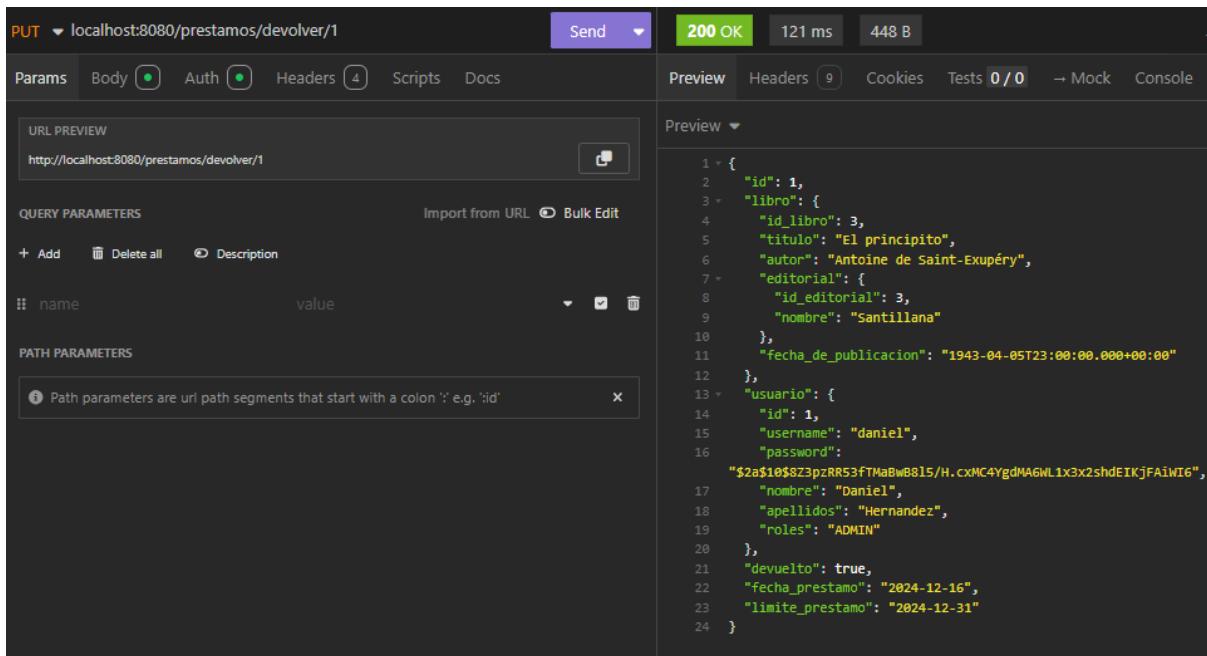 PUT localhost:8080/prestamos/devolver/1 Send
Params Body Auth Headers 4 Scripts Docs
URL PREVIEW
http://localhost:8080/prestamos/devolver/1
QUERY PARAMETERS Import from URL Bulk Edit
+ Add Delete all Description
name value
PATH PARAMETERS
Path parameters are url path segments that start with a colon ':' e.g. ':id' ×
200 OK 121 ms 448 B
Preview Headers 9 Cookies Tests 0 / 0 → Mock Console
Preview
1 {
2 "id": 1,
3 "libro": {
4 "id_libro": 3,
5 "titulo": "El principito",
6 "autor": "Antoine de Saint-Exupéry",
7 "editorial": {
8 "id_editorial": 3,
9 "nombre": "Santillana"
10 },
11 "fecha_de_publicacion": "1943-04-05T23:00:00.000+00:00"
12 },
13 "usuario": {
14 "id": 1,
15 "username": "daniel",
16 "password":
"$2a$10$8Z3pzRR53fTMaBwB8l5/H.cxMC4YgdMA6WL1x3x2shdEIKjFAiWI6",
17 "nombre": "Daniel",
18 "apellidos": "Hernandez",
19 "roles": "ADMIN"
20 },
21 "devuelto": true,
22 "fecha_prestamo": "2024-12-16",
23 "limite_prestamo": "2024-12-31"
24 }